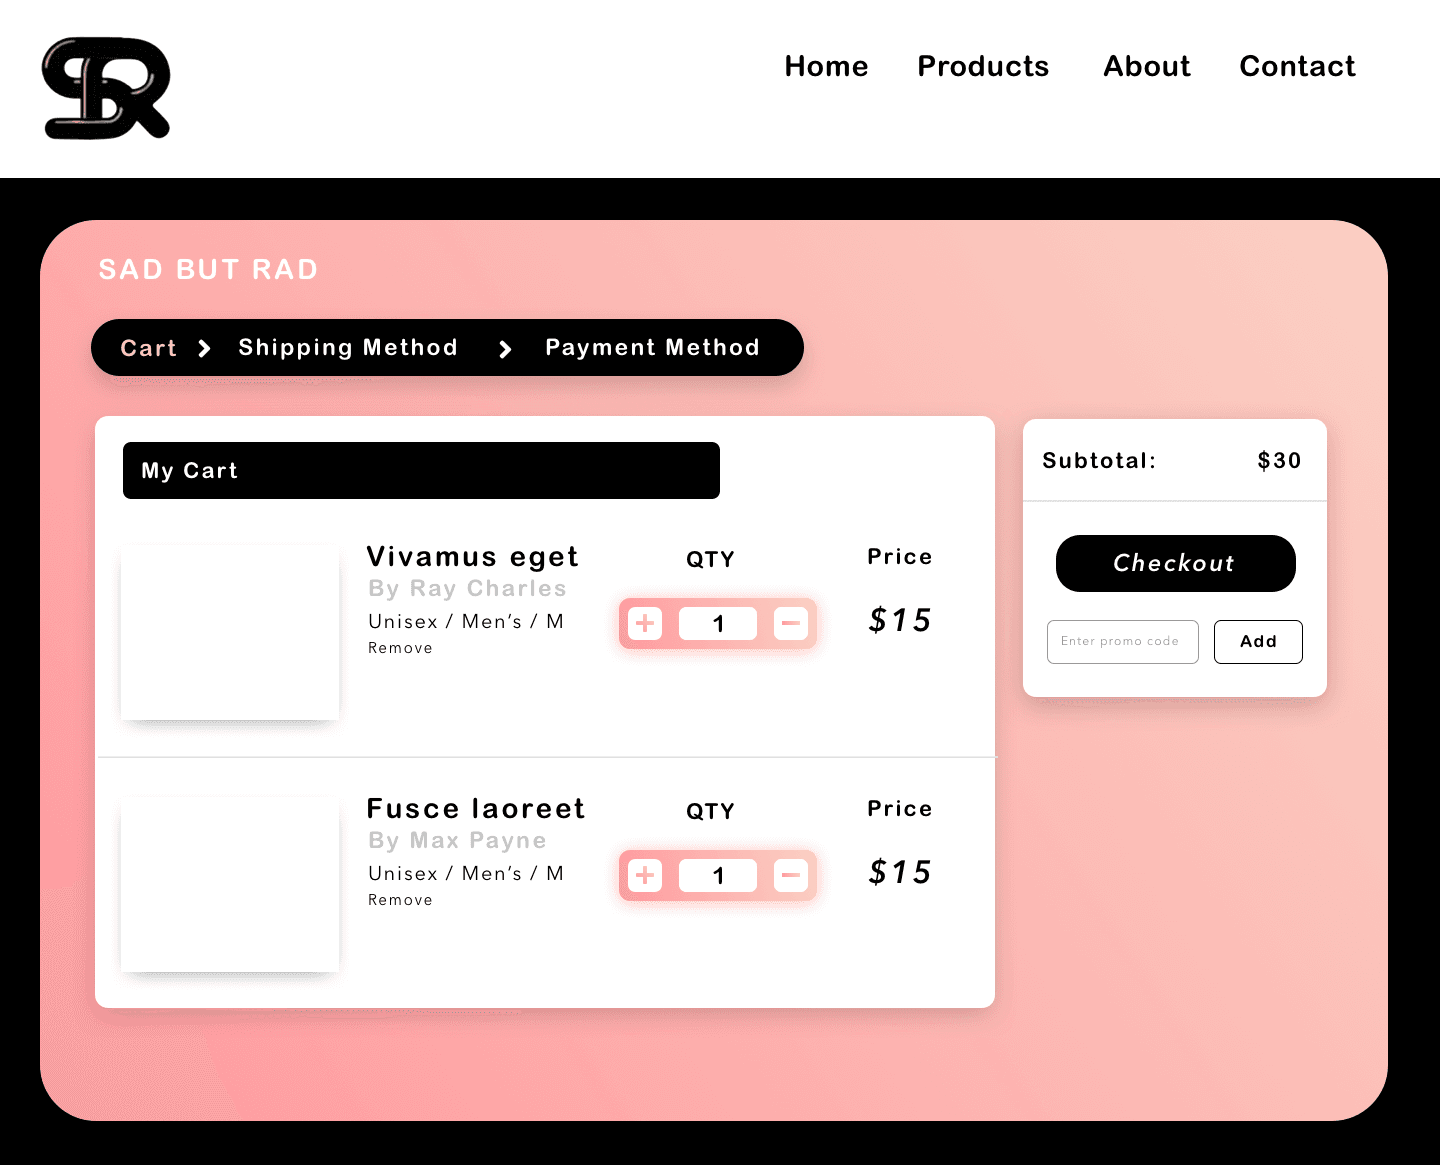 SR
Home Products About Contact
SAD BUT RAD
Cart Shipping Method Payment Method
My Cart
Vivamus eget
By Ray Charles
Unisex / Men’s / M
Remove
QTY
1
Price
$15
Fusce laoreet
By Max Payne
Unisex / Men’s / M
Remove
QTY
1
Price
$15
Subtotal: $30
Checkout
Enter promo code Add